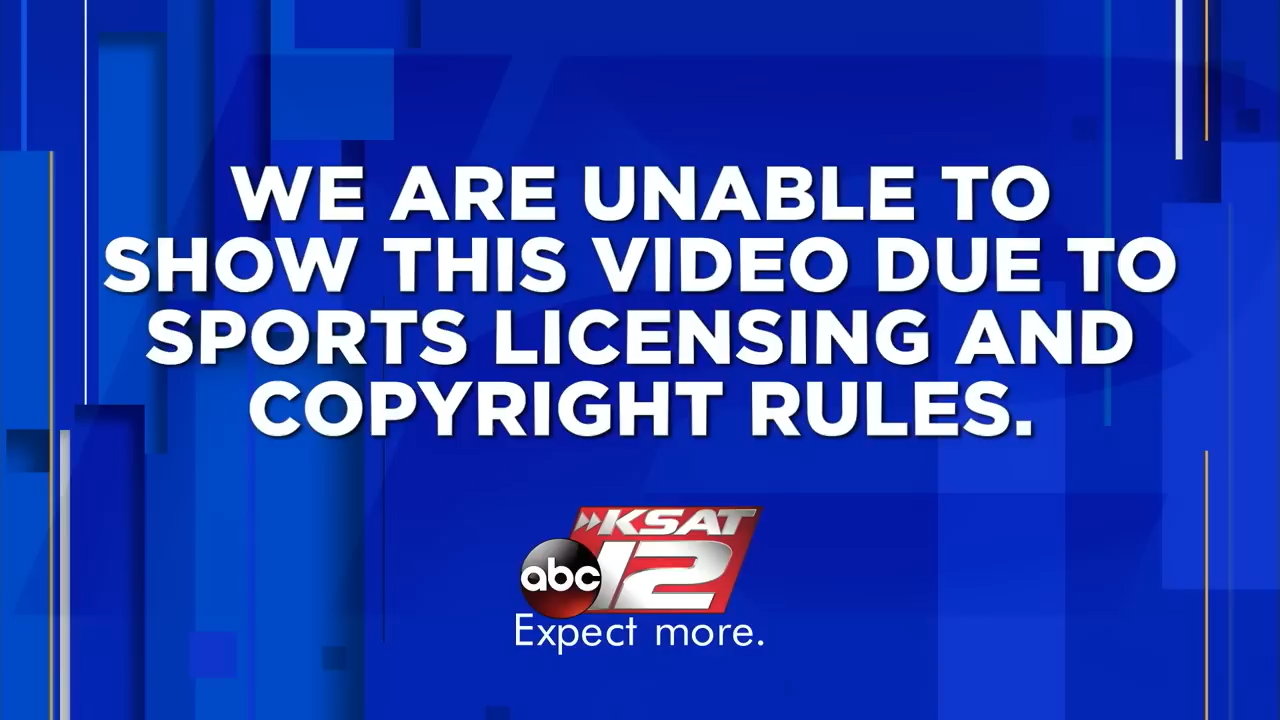 WE ARE UNABLE TO
SHOW THIS VIDEO DUE TO
SPORTS LICENSING AND
COPYRIGHT RULES.
KSAT
abc 12
Expect more.